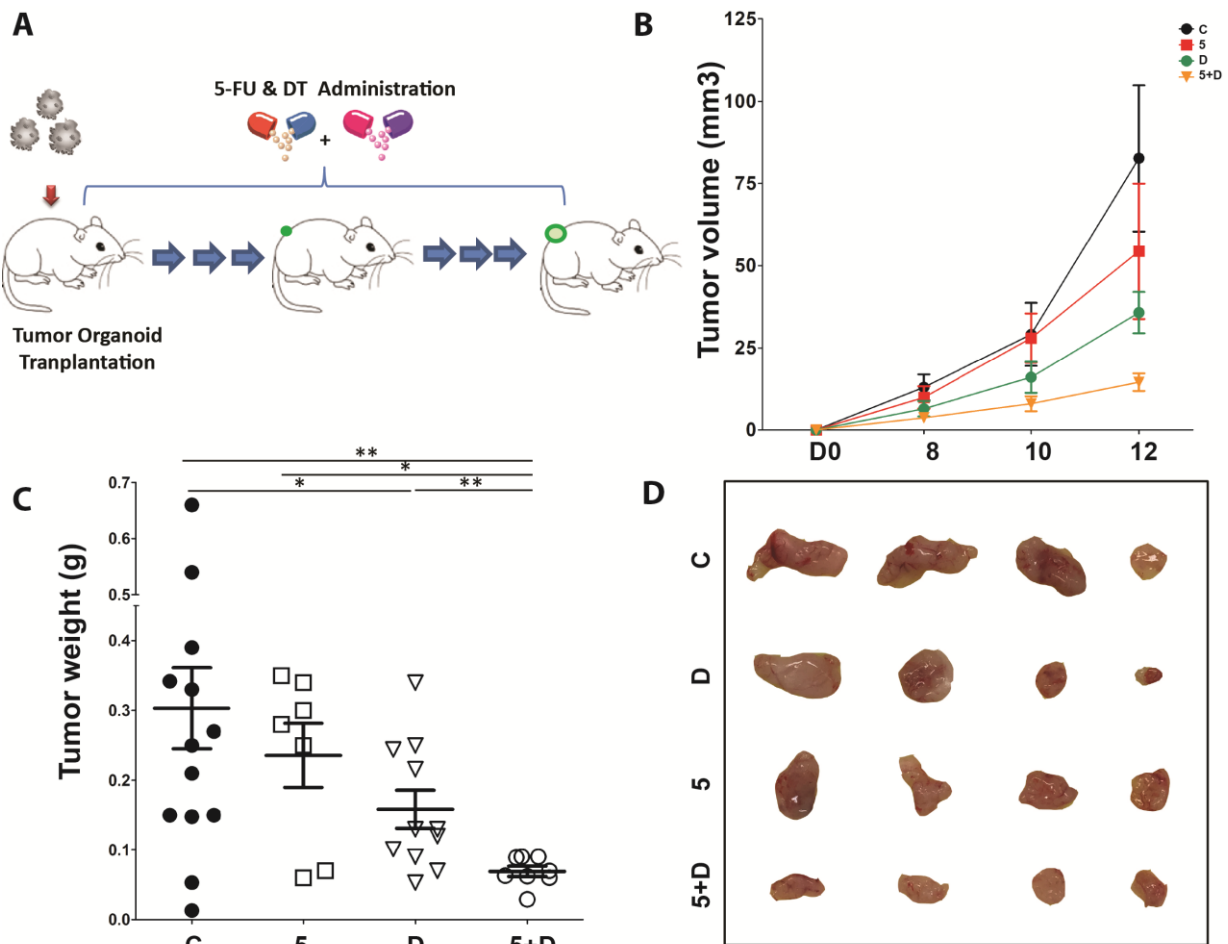 A
5-FU & DT Administration
+
Tumor Organoid
Tranplantation
B
Tumor volume (mm3)
125
100
75
50
25
0
D0 8 10 12
C
5
D
5+D
C
Tumor weight (g)
** 
*
* **
0.7
0.6
0.5
0.4
0.3
0.2
0.1
0.0
C 5 D 5+D
D
C
D
5
5+D